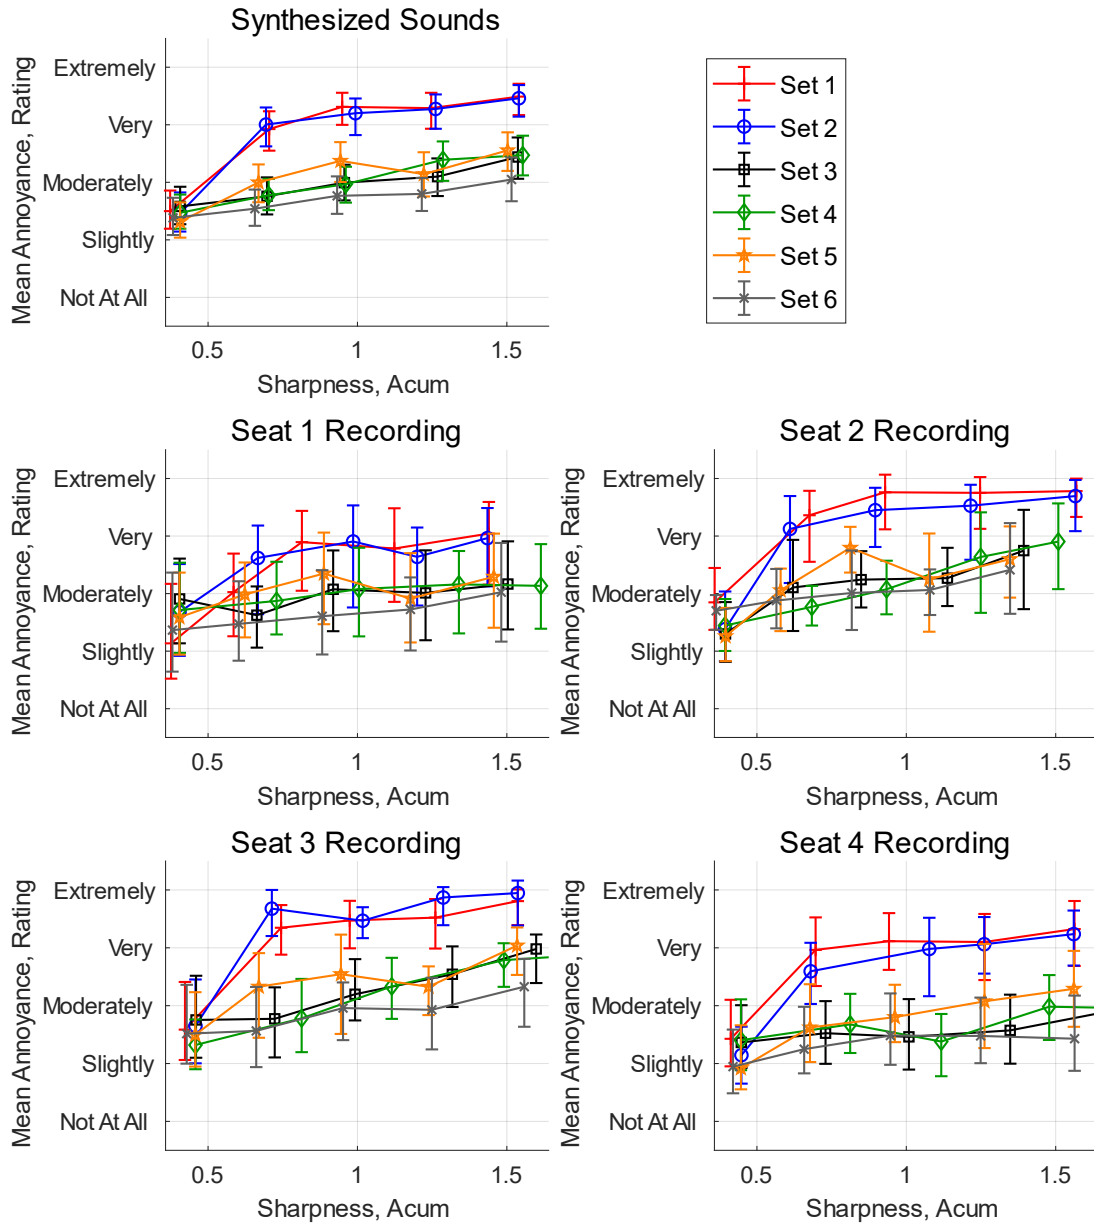 Synthesized Sounds
Mean Annoyance, Rating
Extremely
Very
Moderately
Slightly
Not At All
0.5 1 1.5
Sharpness, Acum
Set 1
Set 2
Set 3
Set 4
Set 5
Set 6
Seat 1 Recording
Mean Annoyance, Rating
Extremely
Very
Moderately
Slightly
Not At All
0.5 1 1.5
Sharpness, Acum
Seat 2 Recording
Mean Annoyance, Rating
Extremely
Very
Moderately
Slightly
Not At All
0.5 1 1.5
Sharpness, Acum
Seat 3 Recording
Mean Annoyance, Rating
Extremely
Very
Moderately
Slightly
Not At All
0.5 1 1.5
Sharpness, Acum
Seat 4 Recording
Mean Annoyance, Rating
Extremely
Very
Moderately
Slightly
Not At All
0.5 1 1.5
Sharpness, Acum